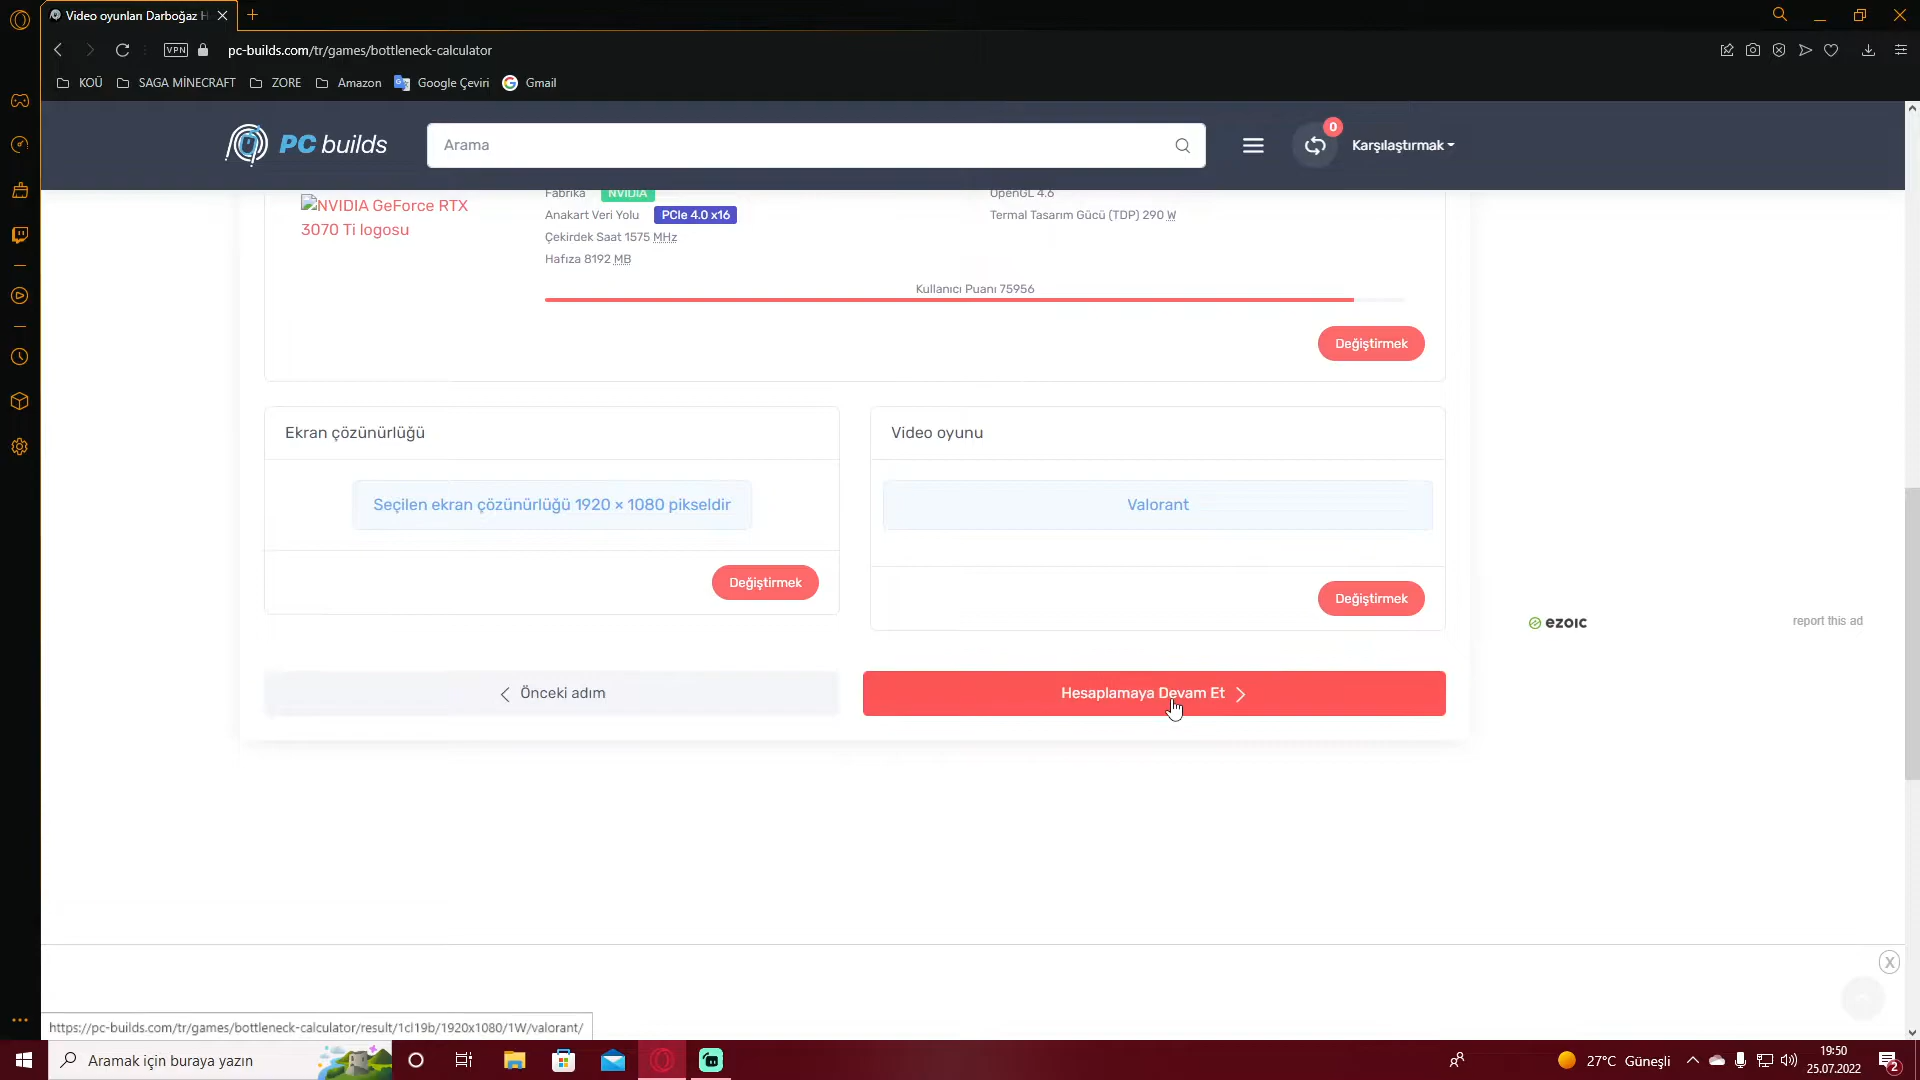 Video oyunları Darboğaz H
VPN
pc-builds.com/tr/games/bottleneck-calculator
KOÜ
SAGA MİNECRAFT
ZORE
Amazon
Google Çeviri
Gmail
PC builds
Arama
0
Karşılaştırmak
NVIDIA GeForce RTX
3070 Ti logosu
Fabrika NVIDIA
Anakart Veri Yolu PCIe 4.0 x16
Çekirdek Saat 1575 MHz
Hafıza 8192 MB
OpenGL 4.6
Termal Tasarım Gücü (TDP) 290 W
Kullanıcı Puanı 75956
Değiştirmek
Ekran çözünürlüğü
Seçilen ekran çözünürlüğü 1920 × 1080 pikseldir
Değiştirmek
Video oyunu
Valorant
Değiştirmek
ezoic
report this ad
Önceki adım
Hesaplamaya Devam Et
X
https://pc-builds.com/tr/games/bottleneck-calculator/result/1cl19b/1920x1080/1W/valorant/
Aramak için buraya yazın
27°C Güneşli
19:50
25.07.2022
2